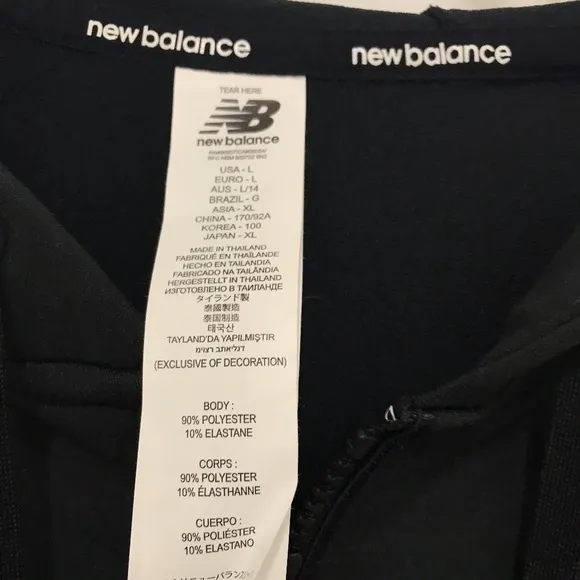 new balance
new balance
TEAR HERE
NB
new balance
USA - L
EURO - L
AUS - L/14
BRAZIL - G
ASIA - XL
CHINA - 170/92A
KOREA - 100
JAPAN - XL
MADE IN THAILAND
FABRIQUÉ EN THAÏLANDE
HECHO EN TAILANDIA
FABRICADO NA TAILÂNDIA
HERGESTELLT IN THAILAND
ИЗГОТОВЛЕНО В ТАИЛАНДЕ
タイランド製
泰國製造
泰国制造
태국산
TAYLAND'DA YAPILMIŞTIR
(EXCLUSIVE OF DECORATION)
BODY :
90% POLYESTER
10% ELASTANE
CORPS :
90% POLYESTER
10% ÉLASTHANNE
CUERPO :
90% POLIÉSTER
10% ELASTANO